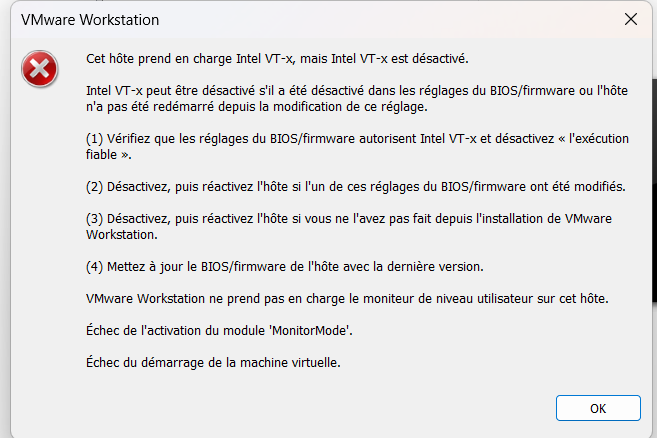 VMware Workstation
Cet hôte prend en charge Intel VT-x, mais Intel VT-x est désactivé.
Intel VT-x peut être désactivé s'il a été désactivé dans les réglages du BIOS/firmware ou l'hôte
n'a pas été redémarré depuis la modification de ce réglage.
(1) Vérifiez que les réglages du BIOS/firmware autorisent Intel VT-x et désactivez « l'exécution
fiable ».
(2) Désactivez, puis réactivez l'hôte si l'un de ces réglages du BIOS/firmware ont été modifiés.
(3) Désactivez, puis réactivez l'hôte si vous ne l'avez pas fait depuis l'installation de VMware
Workstation.
(4) Mettez à jour le BIOS/firmware de l'hôte avec la dernière version.
VMware Workstation ne prend pas en charge le moniteur de niveau utilisateur sur cet hôte.
Échec de l'activation du module 'MonitorMode'.
Échec du démarrage de la machine virtuelle.
OK